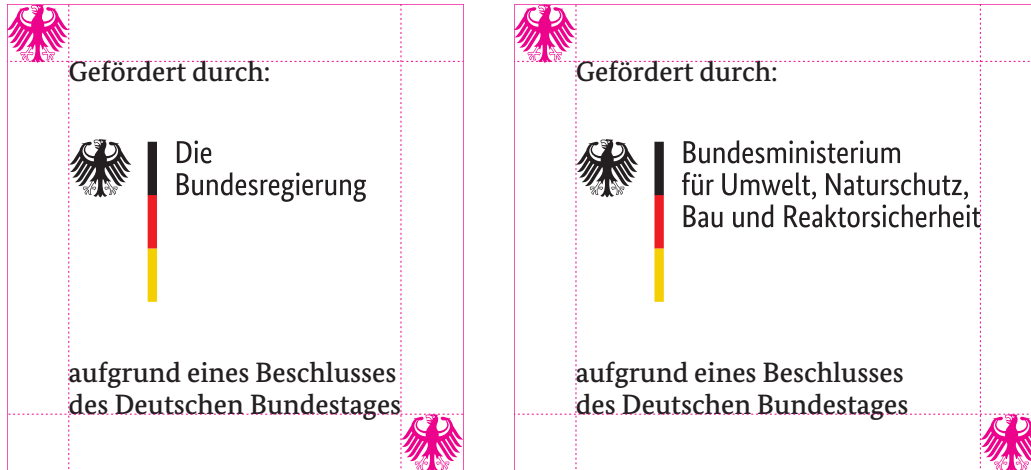 Gefördert durch:
Die
Bundesregierung
aufgrund eines Beschlusses
des Deutschen Bundestages
Gefördert durch:
Bundesministerium
für Umwelt, Naturschutz,
Bau und Reaktorsicherheit
aufgrund eines Beschlusses
des Deutschen Bundestages